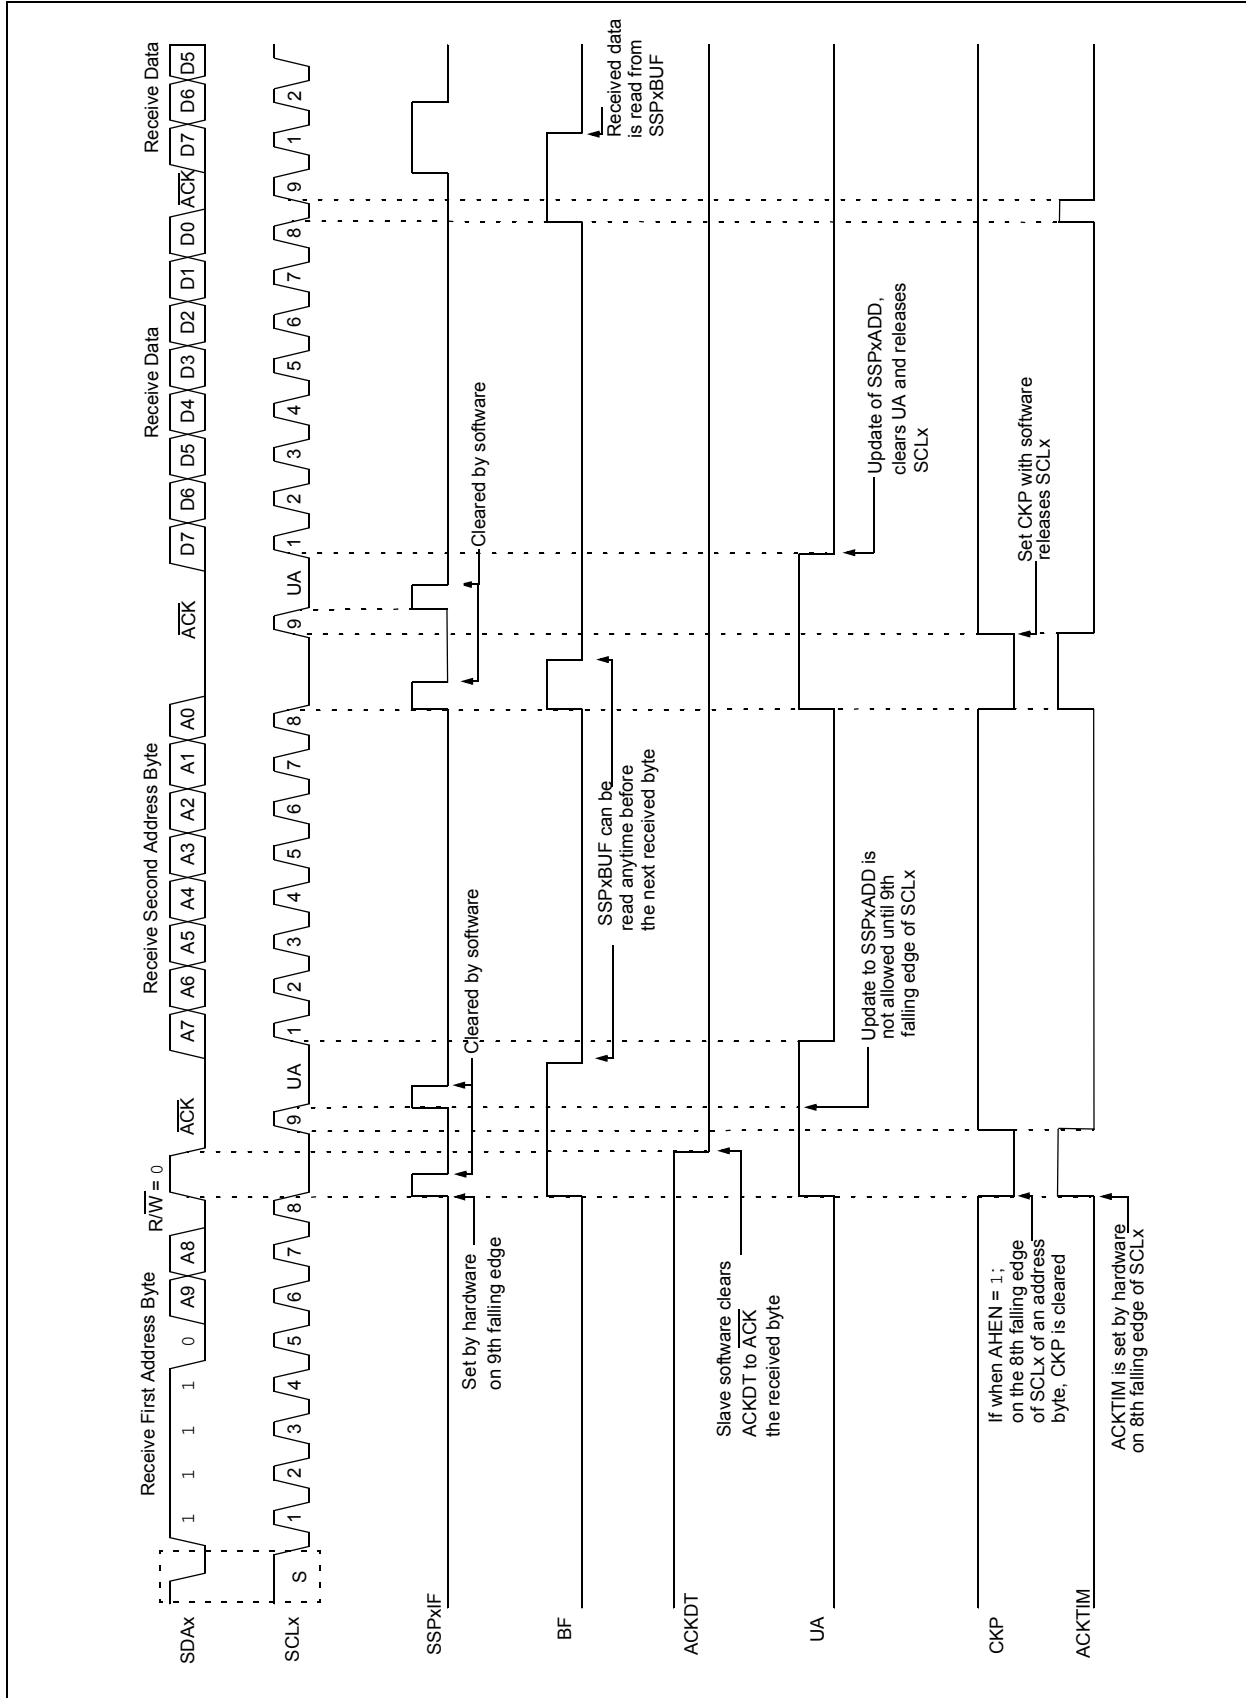 Receive First Address Byte
R/W = 0
ACK
Receive Second Address Byte
ACK
Receive Data
ACK
Receive Data
SDAx
1 1 1 1 0 A9 A8
A7 A6 A5 A4 A3 A2 A1 A0
D7 D6 D5 D4 D3 D2 D1 D0
D7 D6 D5
SCLx
S 1 2 3 4 5 6 7 8 9 UA 1 2 3 4 5 6 7 8 9 UA 1 2 3 4 5 6 7 8 9 1 2
SSPxIF
Set by hardware
on 9th falling edge
Cleared by software
Cleared by software
BF
SSPxBUF can be
read anytime before
the next received byte
Received data
is read from
SSPxBUF
ACKDT
Slave software clears
ACKDT to ACK
the received byte
UA
Update to SSPxADD is
not allowed until 9th
falling edge of SCLx
Update of SSPxADD,
clears UA and releases
SCLx
CKP
If when AHEN = 1;
on the 8th falling edge
of SCLx of an address
byte, CKP is cleared
Set CKP with software
releases SCLx
ACKTIM
ACKTIM is set by hardware
on 8th falling edge of SCLx